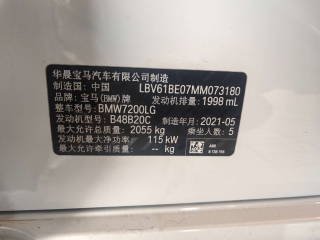 华晨宝马汽车有限公司制造
制造国: 中国 LBV61BE07MM073180
品牌: 宝马(BMW)牌 发动机排量: 1998 mL
整车型号: BMW7200LG
发动机型号: B48B20C 制造年月: 2021-05
最大允许总质量: 2055 kg 乘坐人数: 5
发动机最大净功率: 115 kW
最大允许牵引总质量: -- kg